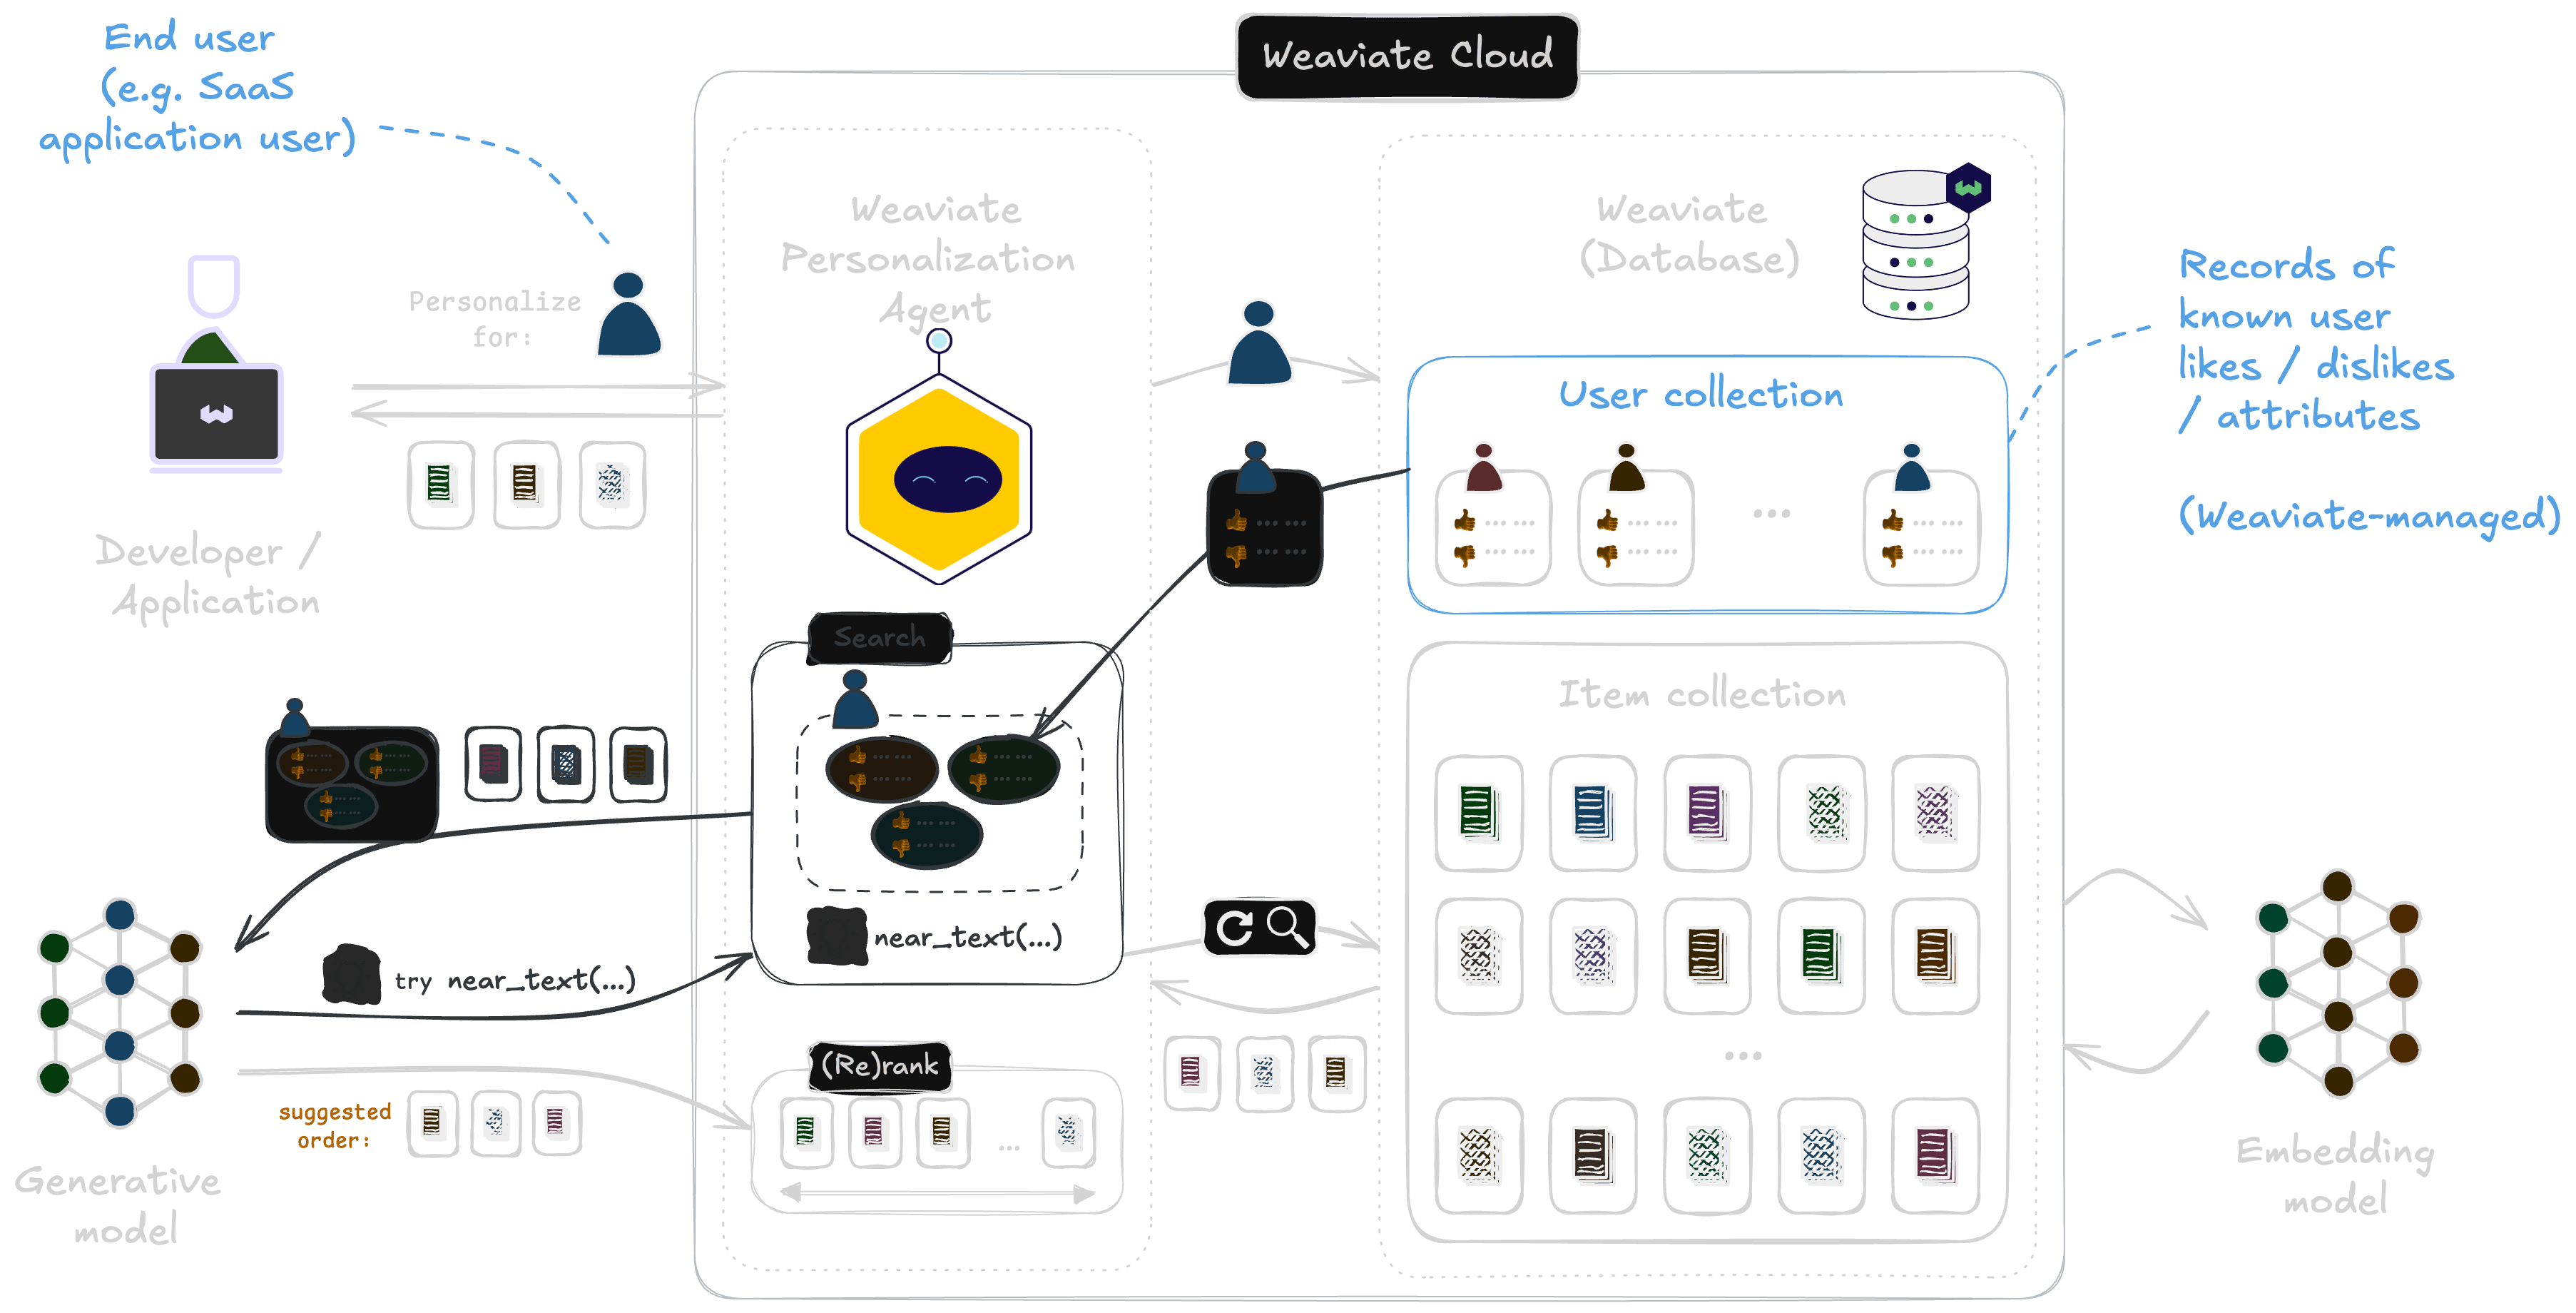 Weaviate Cloud
End user
(e.g. SaaS
application user)
Weaviate
Personalization
Agent
Weaviate
(Database)
Records of
known user
likes / dislikes
/ attributes
(Weaviate-managed)
Personalize
for:
User collection
... ...
... ...
... ...
... ...
...
... ...
... ...
... ...
... ...
Developer /
Application
Search
... ...
... ...
... ...
... ...
... ...
... ...
near_text(...)
... ...
... ...
... ...
... ...
... ...
... ...
try near_text(...)
Item collection
...
(Re)rank
...
suggested
order:
Generative
model
Embedding
model